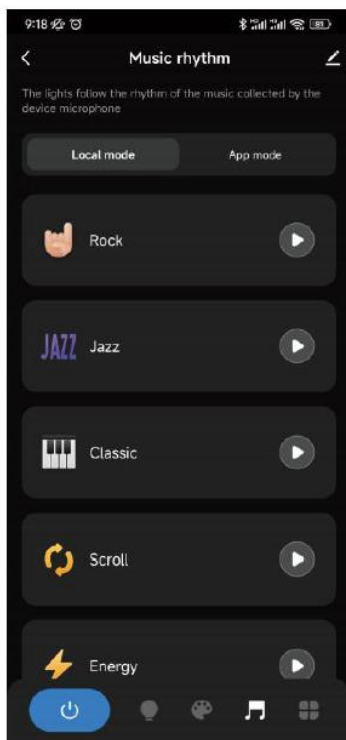 9:18
81
Music rhythm
The lights follow the rhythm of the music collected by the
device microphone
Local mode
App mode
Rock
JAZZ Jazz
Classic
Scroll
Energy